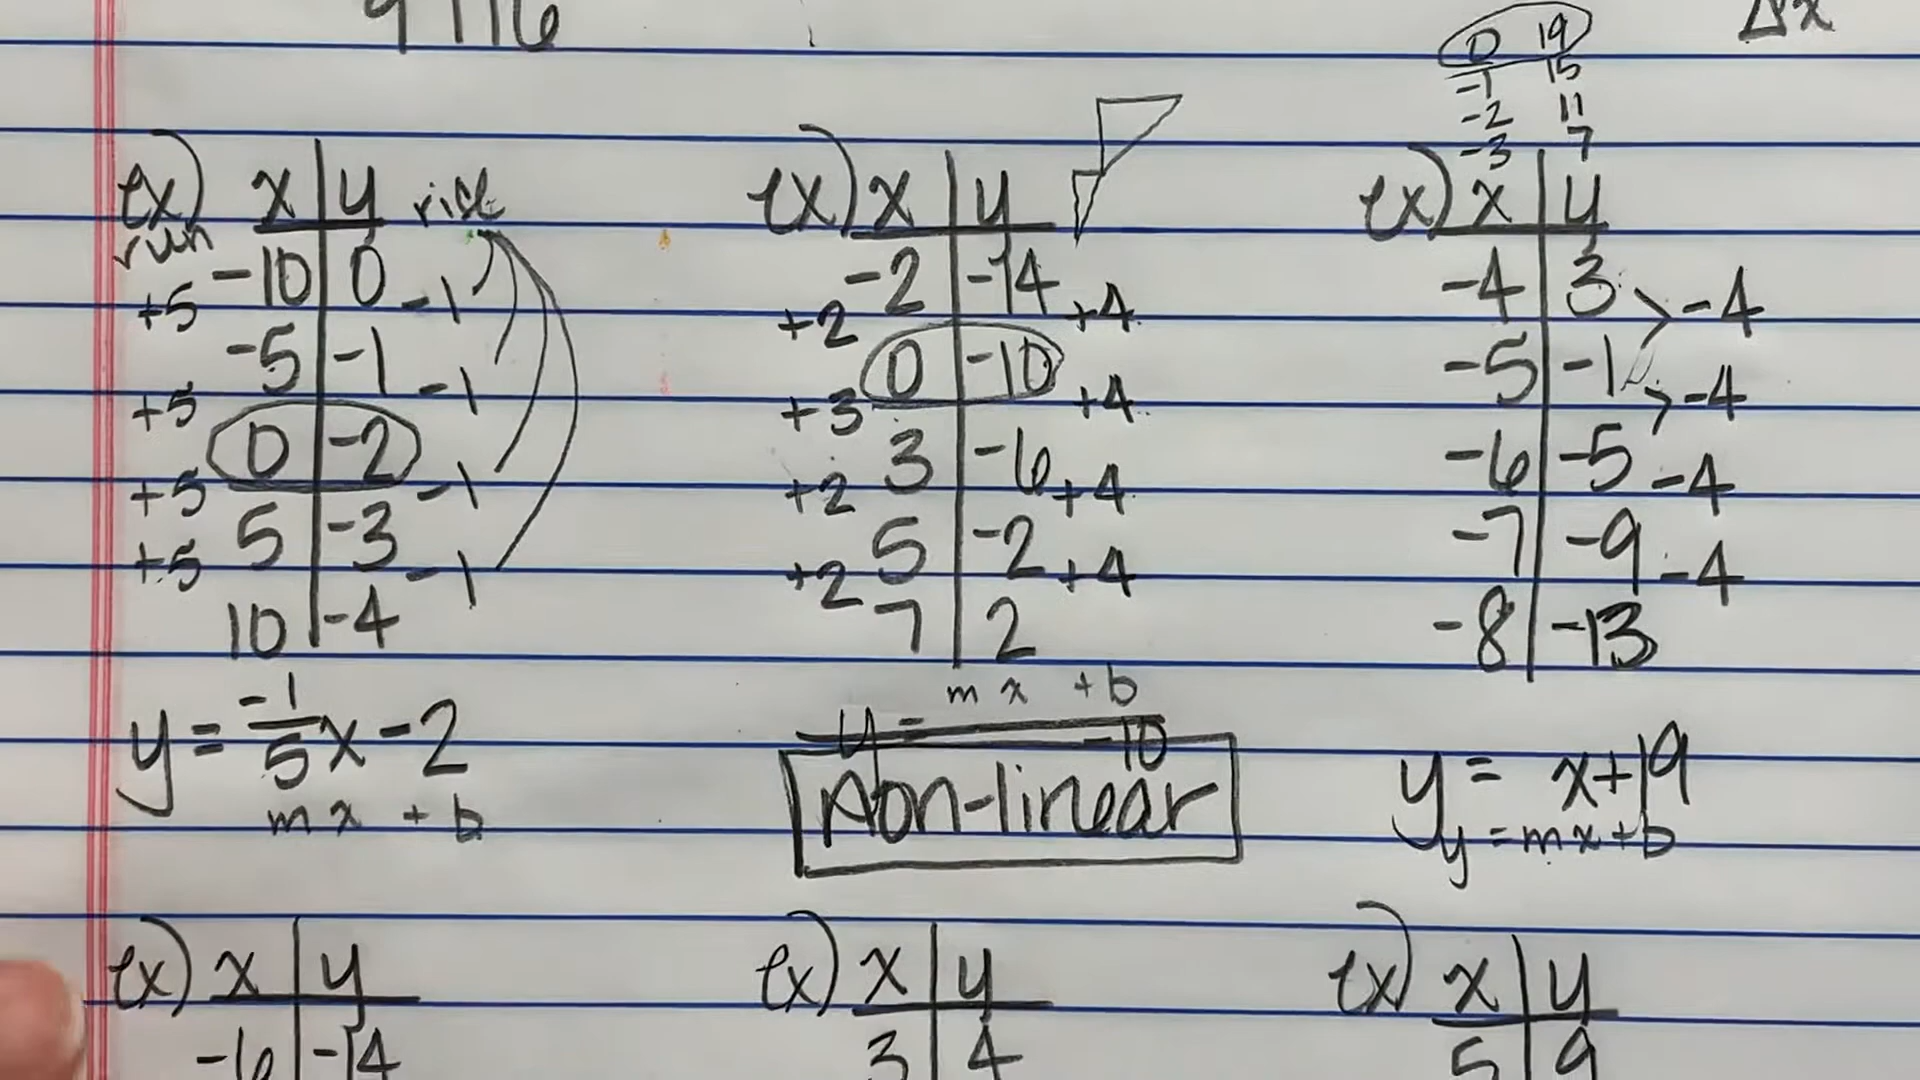 Δx
0 19
-1 15
-2 11
-3 7
ex) x y rise
run
-10 0
+5 -1
-5 -1
+5 -1
0 -2
+5 -1
5 -3
+5 -1
10 -4
y = -1/5 x - 2
mx + b
ex) x y
-2 -14
+2 +4
0 -10
+3 +4
3 -6
+2 +4
5 -2
+2 +4
7 2
mx + b
y = -10
Non-linear
ex) x y
-4 3
-4
-5 -1
-4
-6 -5
-4
-7 -9
-4
-8 -13
y = x + 19
y = mx + b
ex) x y
-6 -14
ex) x y
3 4
ex) x y
5 9